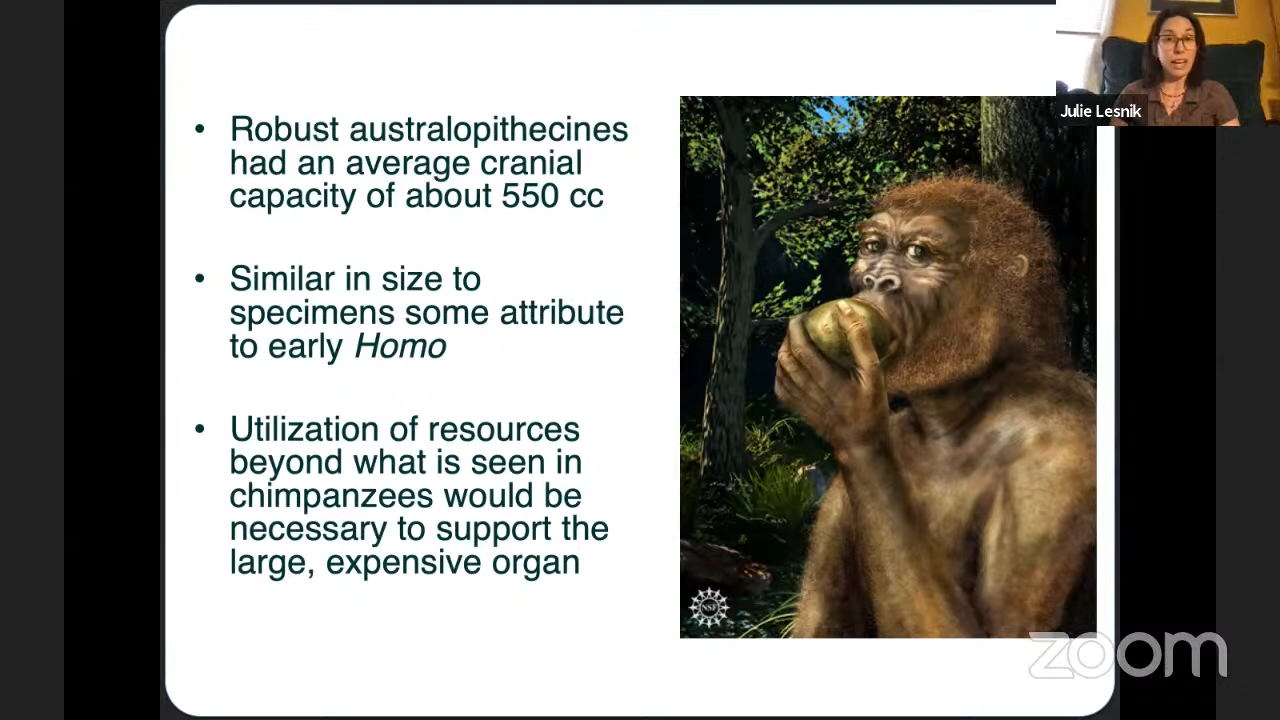 Julie Lesnik
• Robust australopithecines
had an average cranial
capacity of about 550 cc
• Similar in size to
specimens some attribute
to early Homo
• Utilization of resources
beyond what is seen in
chimpanzees would be
necessary to support the
large, expensive organ
NSF
zoom